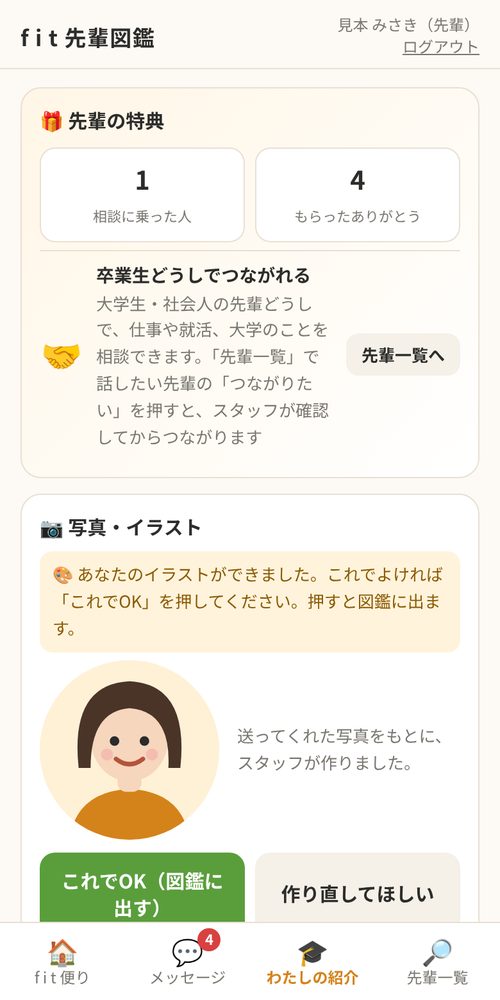 fit 先輩図鑑
見本 みさき（先輩）
ログアウト
🎁 先輩の特典
1
相談に乗った人
4
もらったありがとう
卒業生どうしでつながれる
大学生・社会人の先輩どうし
で、仕事や就活、大学のことを
相談できます。「先輩一覧」で
話したい先輩の「つながりた
い」を押すと、スタッフが確認
してからつながります
先輩一覧へ
📷 写真・イラスト
🎨 あなたのイラストができました。これでよければ
「これでOK」を押してください。押すと図鑑に出ま
す。
送ってくれた写真をもとに、
スタッフが作りました。
これでOK（図鑑に
出す）
作り直してほしい
fit便り
4
メッセージ
わたしの紹介
先輩一覧